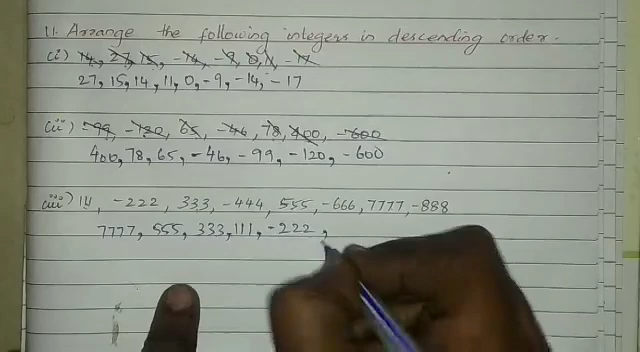 11. Arrange the following integers in descending order.
(i) 14, 27, 15, -14, -9, 0, 11, -17
27, 15, 14, 11, 0, -9, -14, -17
(ii) -99, -120, 65, -46, 78, 400, -600
400, 78, 65, -46, -99, -120, -600
(iii) 111, -222, 333, -444, 555, -666, 7777, -888
7777, 555, 333, 111, -222,